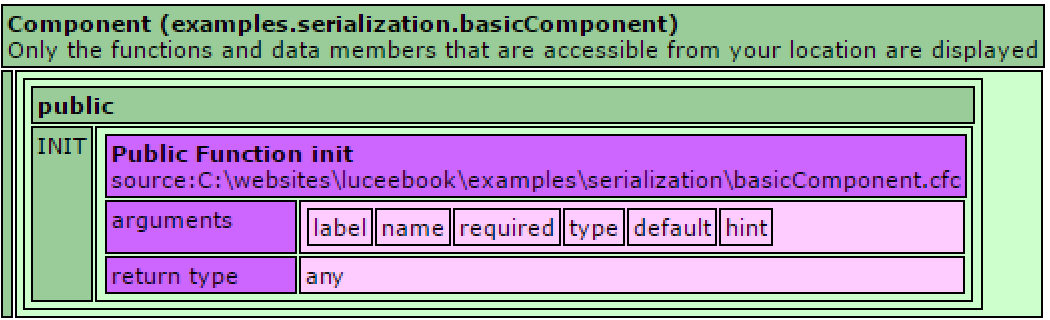 Component (examples.serialization.basicComponent)
Only the functions and data members that are accessible from your location are displayed
public
INIT
Public Function init
source:C:\websites\luceebook\examples\serialization\basicComponent.cfc
arguments
label name required type default hint
return type
any